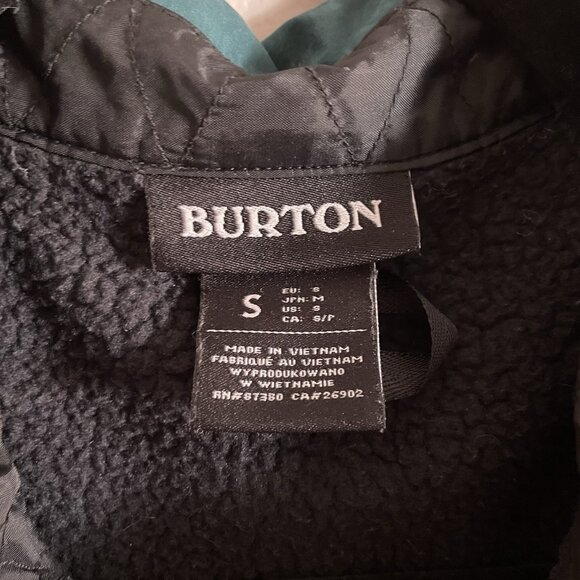 BURTON
S
EU: S
JPN: M
US: S
CA: S/P
MADE IN VIETNAM
FABRIQUÉ AU VIETNAM
WYPRODUKOWANO
W WIETNAMIE
RN#87380 CA#26902